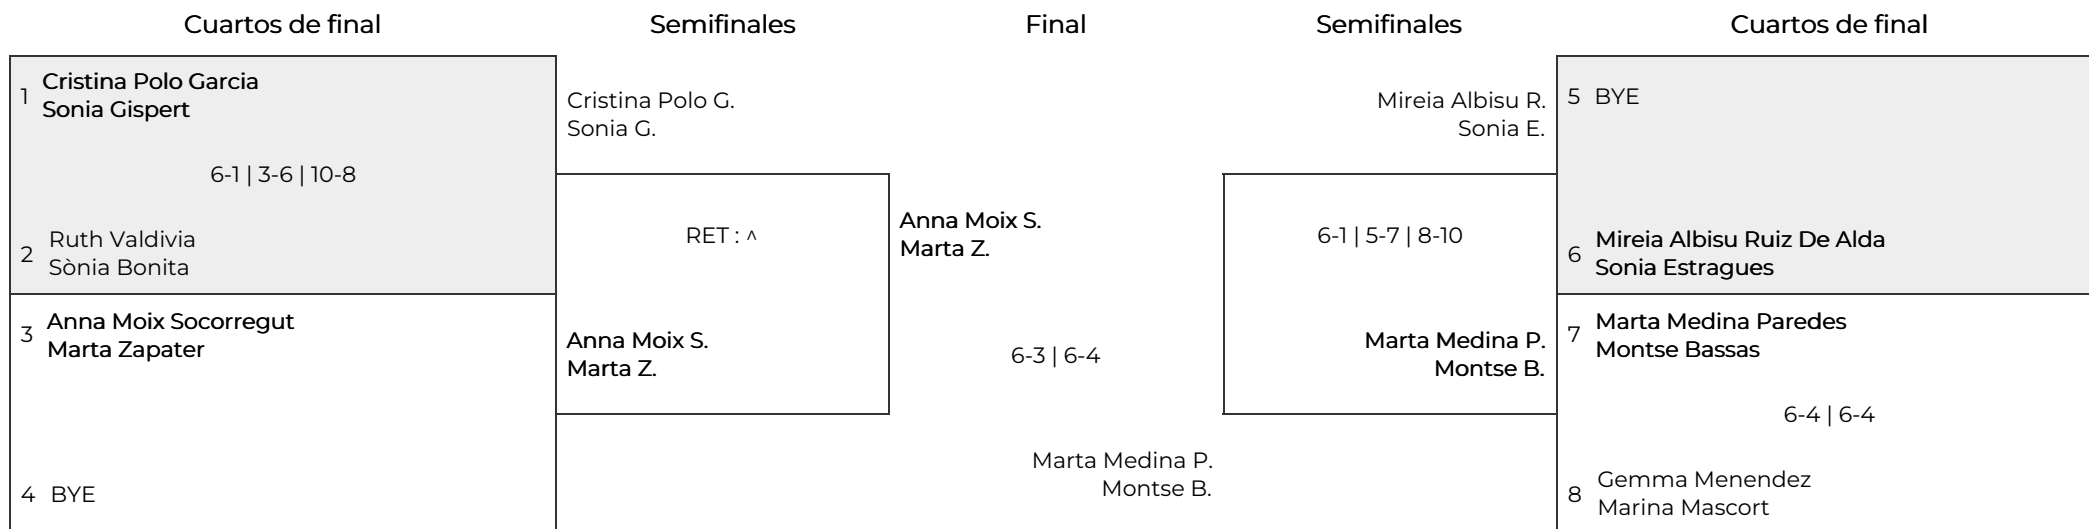 Cuartos de final
Semifinales
Final
Semifinales
Cuartos de final
1
Cristina Polo Garcia
Sonia Gispert
6-1 | 3-6 | 10-8
2
Ruth Valdivia
Sònia Bonita
3
Anna Moix Socorregut
Marta Zapater
4 BYE
Cristina Polo G.
Sonia G.
RET : ^
Anna Moix S.
Marta Z.
Anna Moix S.
Marta Z.
6-3 | 6-4
Marta Medina P.
Montse B.
Mireia Albisu R.
Sonia E.
6-1 | 5-7 | 8-10
Marta Medina P.
Montse B.
5 BYE
6
Mireia Albisu Ruiz De Alda
Sonia Estragues
7
Marta Medina Paredes
Montse Bassas
6-4 | 6-4
8
Gemma Menendez
Marina Mascort